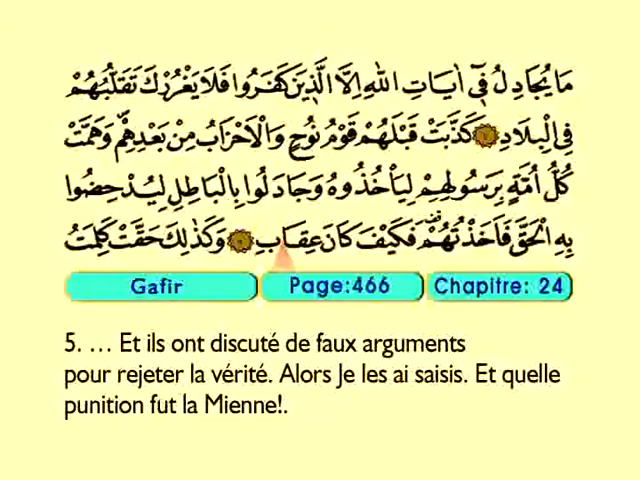 مَا يُجَادِلُ فِي آيَاتِ اللهِ إِلَّا الَّذِينَ كَفَرُوا فَلَا يَغْرُرْكَ تَقَلُّبُهُمْ
فِي الْبِلَادِ كَذَّبَتْ قَبْلَهُمْ قَوْمُ نُوحٍ وَالْأَحْزَابُ مِنْ بَعْدِهِمْ وَهَمَّتْ
كُلُّ أُمَّةٍ بِرَسُولِهِمْ لِيَأْخُذُوهُ وَجَادَلُوا بِالْبَاطِلِ لِيُدْحِضُوا
بِهِ الْحَقَّ فَأَخَذْتُهُمْ فَكَيْفَ كَانَ عِقَابِ وَكَذَٰلِكَ حَقَّتْ كَلِمَتُ
Gafir Page:466 Chapitre: 24
5. ... Et ils ont discuté de faux arguments
pour rejeter la vérité. Alors Je les ai saisis. Et quelle
punition fut la Mienne!.